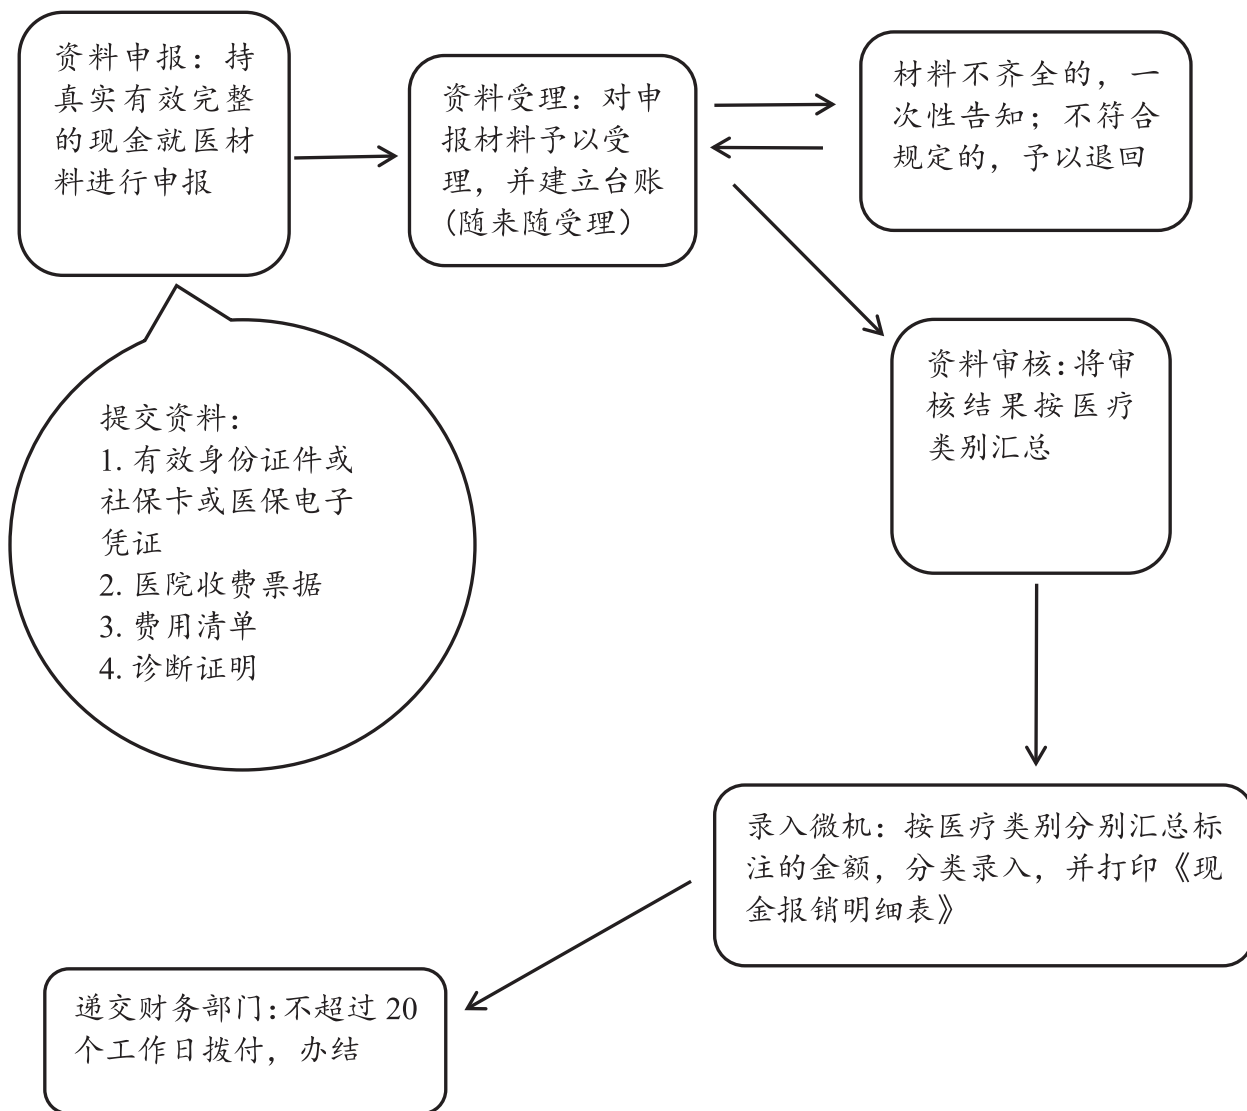 资料申报：持
真实有效完整
的现金就医材
料进行申报
资料受理：对申
报材料予以受
理，并建立台账
(随来随受理)
材料不齐全的，一
次性告知；不符合
规定的，予以退回
提交资料：
1. 有效身份证件或
社保卡或医保电子
凭证
2. 医院收费票据
3. 费用清单
4. 诊断证明
资料审核：将审
核结果按医疗
类别汇总
录入微机：按医疗类别分别汇总标
注的金额，分类录入，并打印《现
金报销明细表》
递交财务部门：不超过 20
个工作日拨付，办结